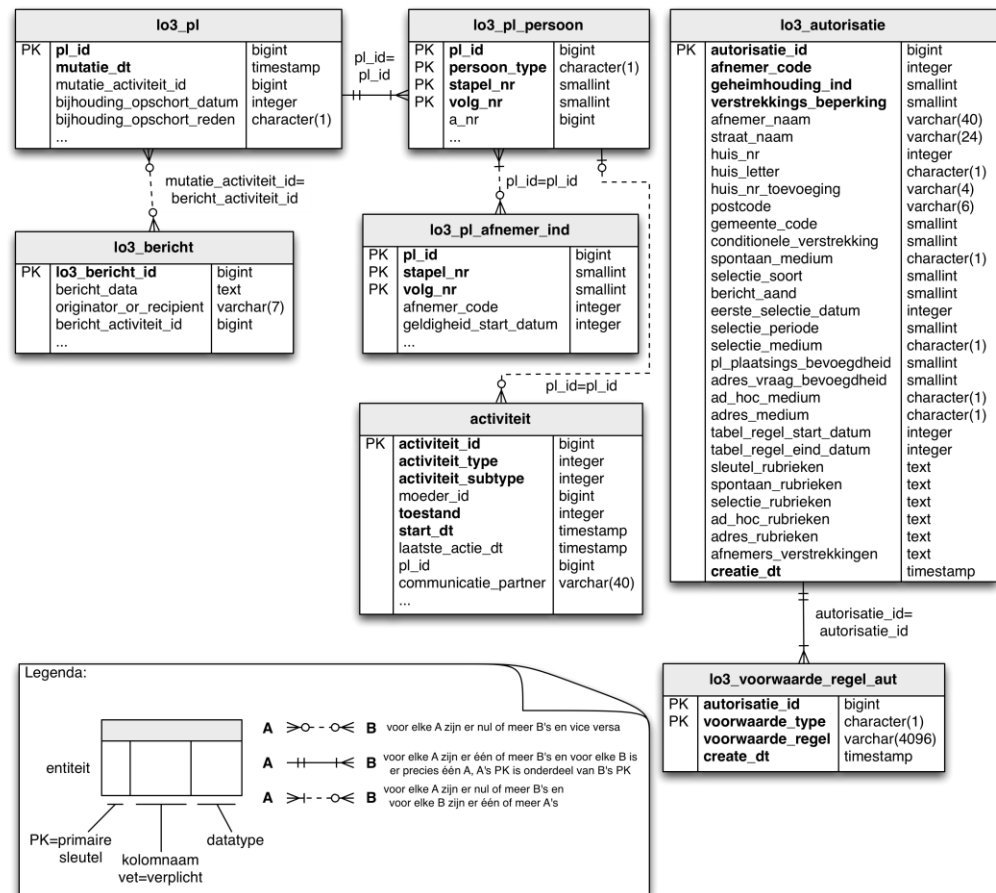 lo3_pl
PK pl_id bigint
mutatie_dt timestamp
mutatie_activiteit_id bigint
bijhouding_opschort_datum integer
bijhouding_opschort_reden character(1)
...
pl_id=
pl_id
lo3_pl_persoon
PK pl_id bigint
PK persoon_type character(1)
PK stapel_nr smallint
PK volg_nr smallint
a_nr bigint
...
mutatie_activiteit_id=
bericht_activiteit_id
pl_id=pl_id
lo3_bericht
PK lo3_bericht_id bigint
bericht_data text
originator_or_recipient varchar(7)
bericht_activiteit_id bigint
...
lo3_pl_afnemer_ind
PK pl_id bigint
PK stapel_nr smallint
PK volg_nr smallint
afnemer_code integer
geldigheid_start_datum integer
...
pl_id=pl_id
activiteit
PK activiteit_id bigint
activiteit_type integer
activiteit_subtype integer
moeder_id bigint
toestand integer
start_dt timestamp
laatste_actie_dt timestamp
pl_id bigint
communicatie_partner varchar(40)
...
lo3_autorisatie
PK autorisatie_id bigint
afnemer_code integer
geheimhouding_ind smallint
verstrekkings_beperking smallint
afnemer_naam varchar(40)
straat_naam varchar(24)
huis_nr integer
huis_letter character(1)
huis_nr_toevoeging varchar(4)
postcode varchar(6)
gemeente_code smallint
conditionele_verstrekking smallint
spontaan_medium character(1)
selectie_soort smallint
bericht_aand smallint
eerste_selectie_datum integer
selectie_periode smallint
selectie_medium character(1)
pl_plaatsings_bevoegdheid smallint
adres_vraag_bevoegdheid smallint
ad_hoc_medium character(1)
adres_medium character(1)
tabel_regel_start_datum integer
tabel_regel_eind_datum integer
sleutel_rubrieken text
spontaan_rubrieken text
selectie_rubrieken text
ad_hoc_rubrieken text
adres_rubrieken text
afnemers_verstrekkingen text
creatie_dt timestamp
autorisatie_id=
autorisatie_id
lo3_voorwaarde_regel_aut
PK autorisatie_id bigint
PK voorwaarde_type character(1)
voorwaarde_regel varchar(4096)
create_dt timestamp
Legenda:
entiteit
PK=primaire
sleutel
kolomnaam
vet=verplicht
datatype
A B voor elke A zijn er nul of meer B's en vice versa
A B voor elke A zijn er één of meer B's en voor elke B is
er precies één A, A's PK is onderdeel van B's PK
A B voor elke A zijn er nul of meer B's en
voor elke B zijn er één of meer A's